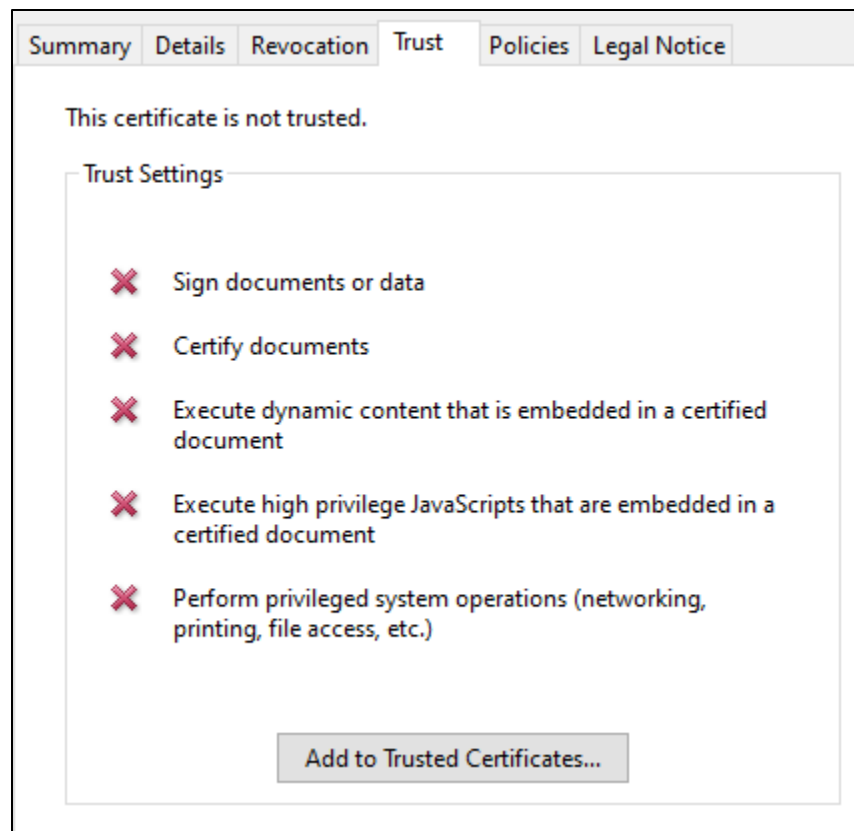 Summary Details Revocation Trust Policies Legal Notice
This certificate is not trusted.
Trust Settings
Sign documents or data
Certify documents
Execute dynamic content that is embedded in a certified
document
Execute high privilege JavaScripts that are embedded in a
certified document
Perform privileged system operations (networking,
printing, file access, etc.)
Add to Trusted Certificates...